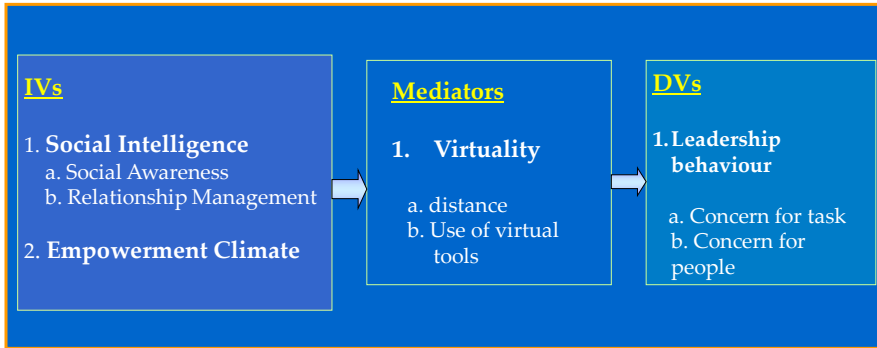 IVs
1. Social Intelligence
a. Social Awareness
b. Relationship Management
2. Empowerment Climate
Mediators
1. Virtuality
a. distance
b. Use of virtual
tools
DVs
1. Leadership
behaviour
a. Concern for task
b. Concern for
people